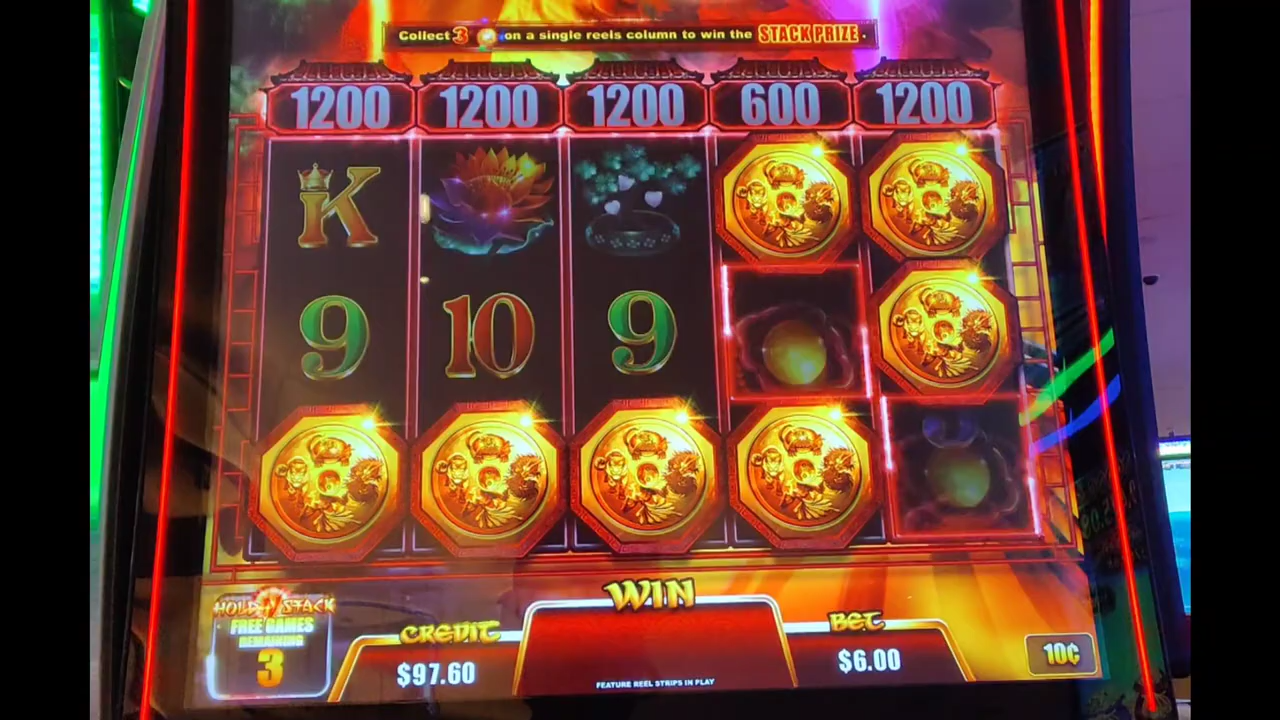 Collect 3 on a single reels column to win the STACK PRIZE.
1200 1200 1200 600 1200
K
9 10 9
HOLD N STACK
FREE GAMES
REMAINING
3
CREDIT
$97.60
WIN
FEATURE REEL STRIPS IN PLAY
BET
$6.00
10¢